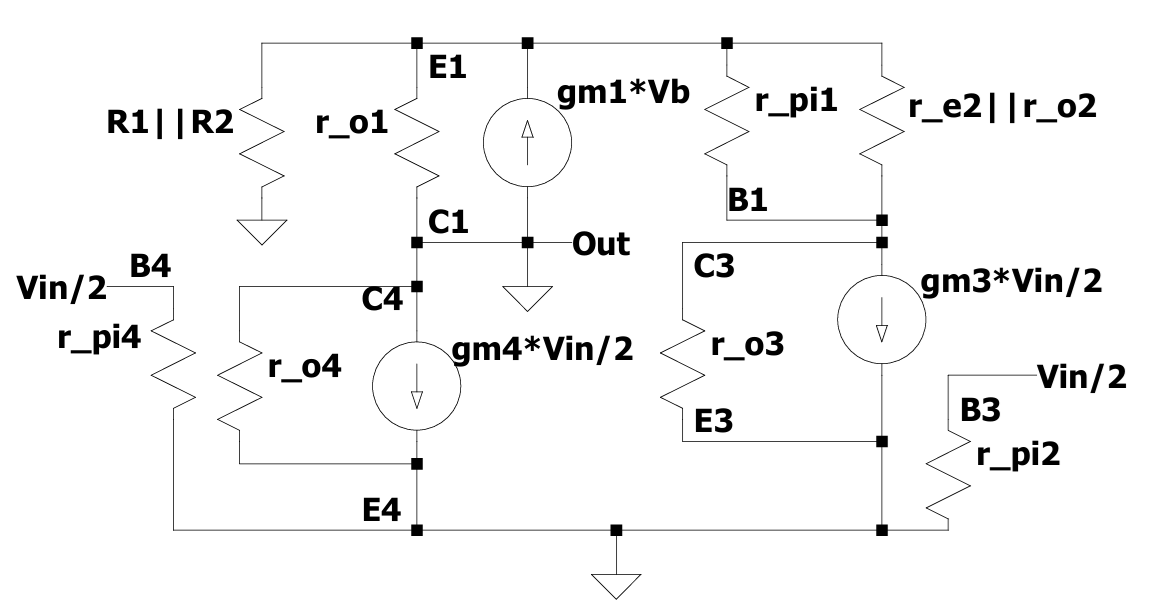 E1
gm1*Vb
r_pi1
r_e2||r_o2
R1||R2
r_o1
B1
C1
Out
B4
C3
Vin/2
C4
gm3*Vin/2
r_pi4
r_o4
gm4*Vin/2
r_o3
Vin/2
E3
B3
r_pi2
E4